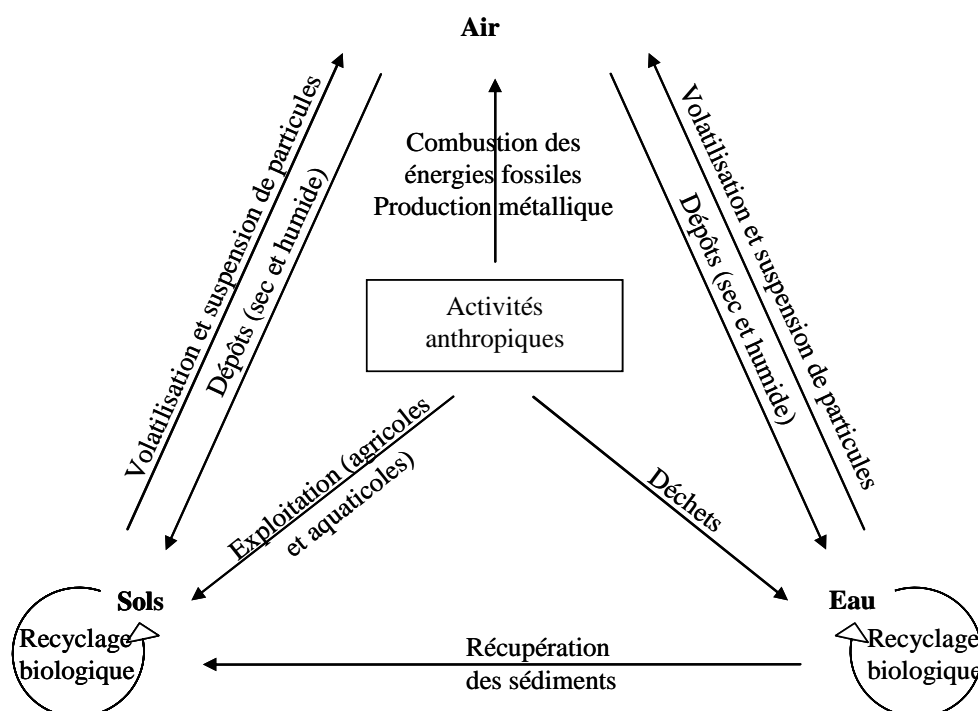 Air
Volatilisation et suspension de particules
Dépôts (sec et humide)
Combustion des
énergies fossiles
Production métallique
Dépôts (sec et humide)
Volatilisation et suspension de particules
Activités
anthropiques
Exploitation (agricoles
et aquaticoles)
Déchets
Sols
Recyclage
biologique
Eau
Recyclage
biologique
Récupération
des sédiments